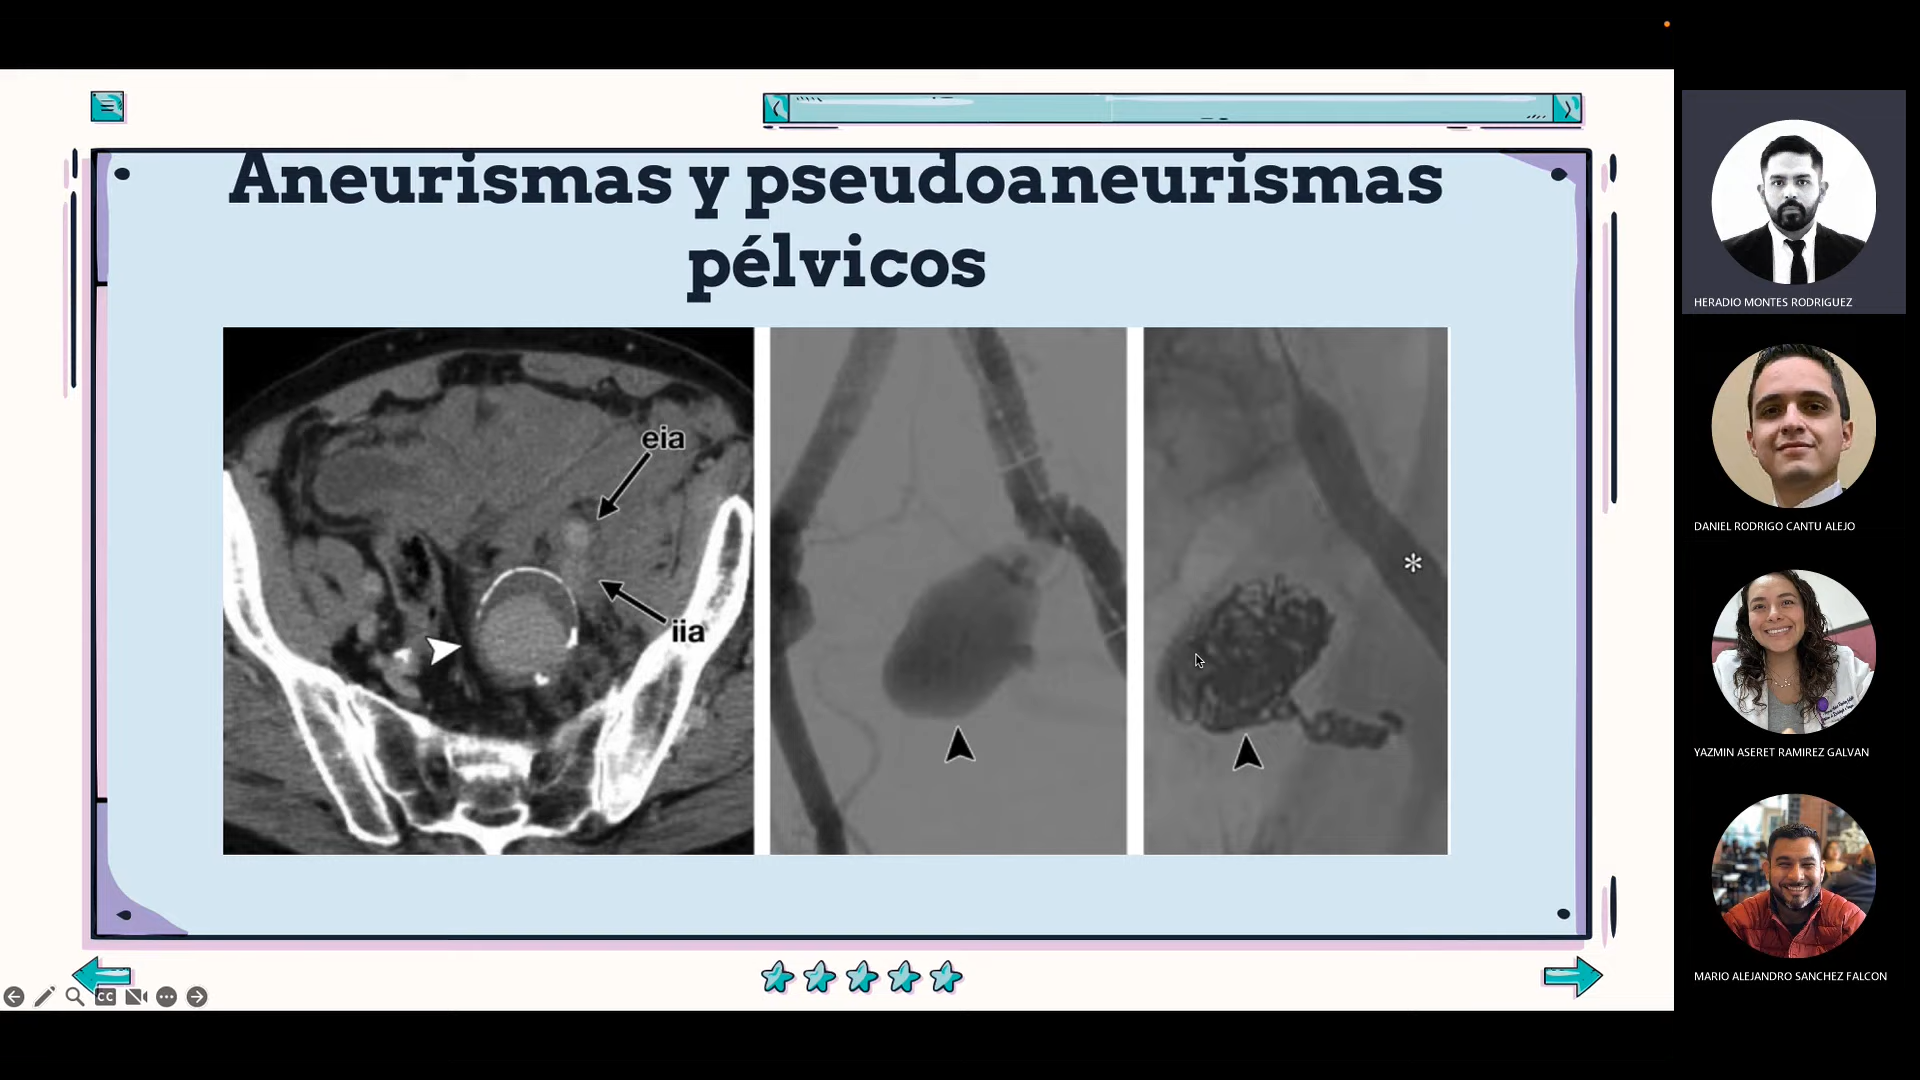 Aneurismas y pseudoaneurismas
pélvicos
eia
iia
*
CC
HERADIO MONTES RODRIGUEZ
DANIEL RODRIGO CANTU ALEJO
YAZMIN ASERET RAMIREZ GALVAN
MARIO ALEJANDRO SANCHEZ FALCON